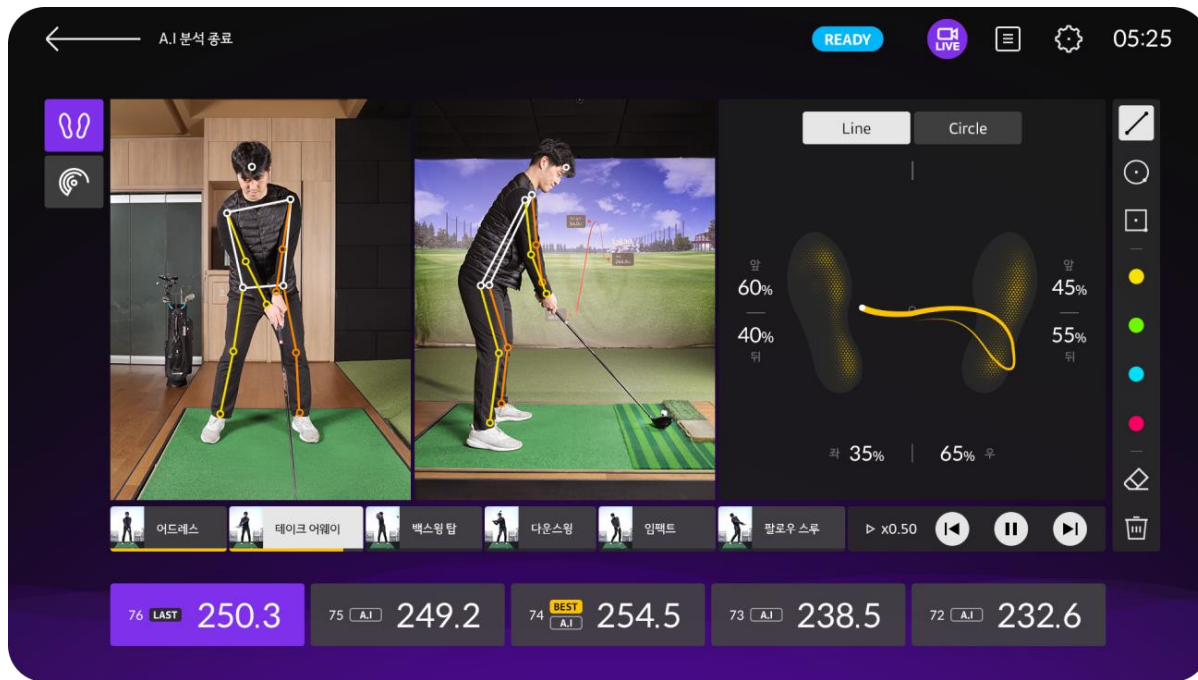 A.I 분석 종료
READY
LIVE
05:25
Line
Circle
앞
60%
40%
뒤
앞
45%
55%
뒤
좌 35%
65% 우
어드레스
테이크 어웨이
백스윙 탑
다운스윙
임팩트
팔로우 스루
x0.50
76 LAST 250.3
75 A.I 249.2
74 BEST A.I 254.5
73 A.I 238.5
72 A.I 232.6